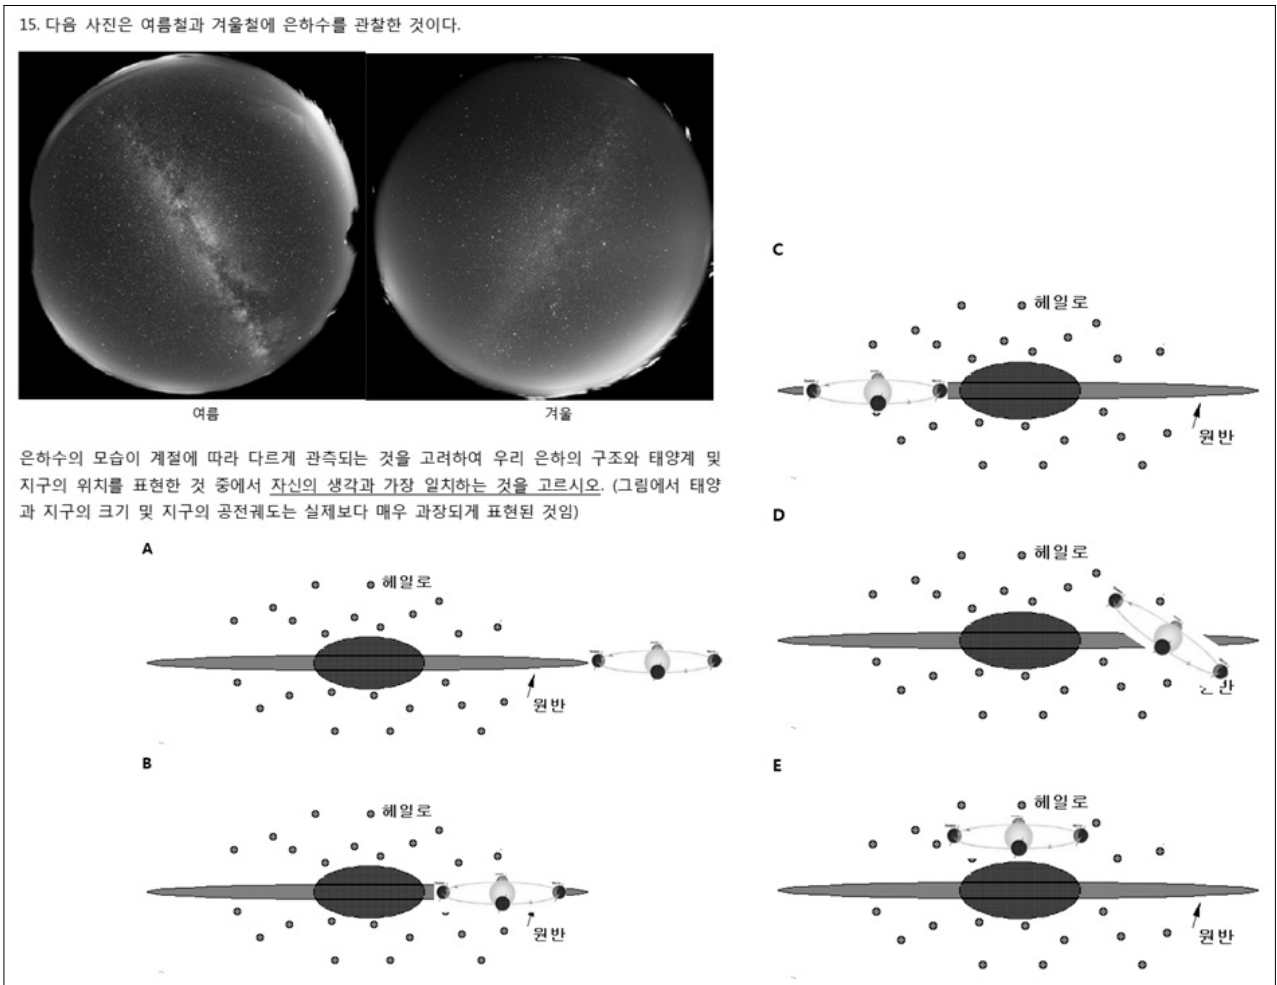 15. 다음 사진은 여름철과 겨울철에 은하수를 관찰한 것이다.
여름
겨울
은하수의 모습이 계절에 따라 다르게 관측되는 것을 고려하여 우리 은하의 구조와 태양계 및
지구의 위치를 표현한 것 중에서 자신의 생각과 가장 일치하는 것을 고르시오. (그림에서 태양
과 지구의 크기 및 지구의 공전궤도는 실제보다 매우 과장되게 표현된 것임)
A
헤일로
원반
B
헤일로
원반
C
헤일로
원반
D
헤일로
반
E
헤일로
원반